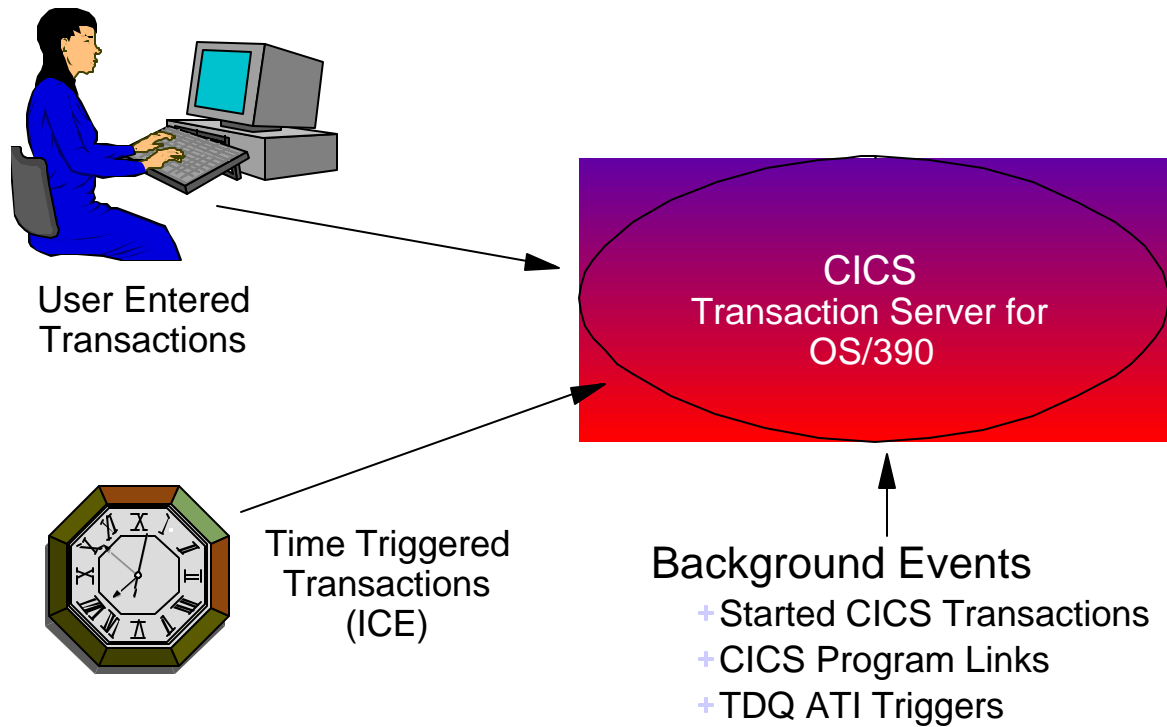 User Entered
Transactions
CICS
Transaction Server for
OS/390
Time Triggered
Transactions
(ICE)
Background Events
+Started CICS Transactions
+CICS Program Links
+TDQ ATI Triggers